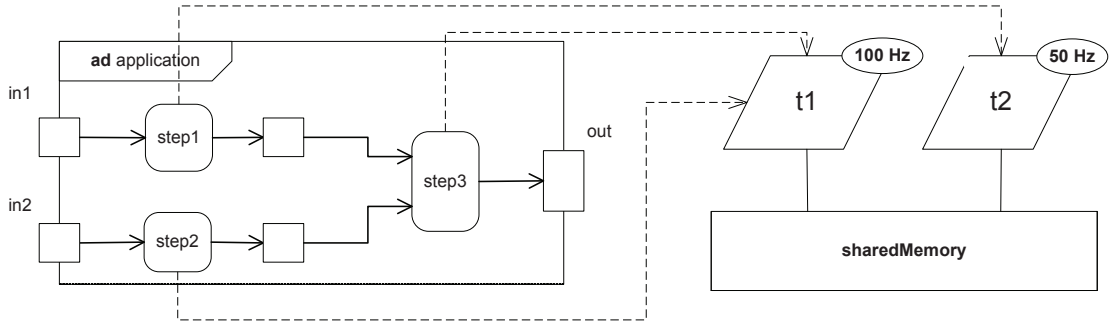 ad application
in1
step1
in2
step2
step3
out
100 Hz
t1
50 Hz
t2
sharedMemory